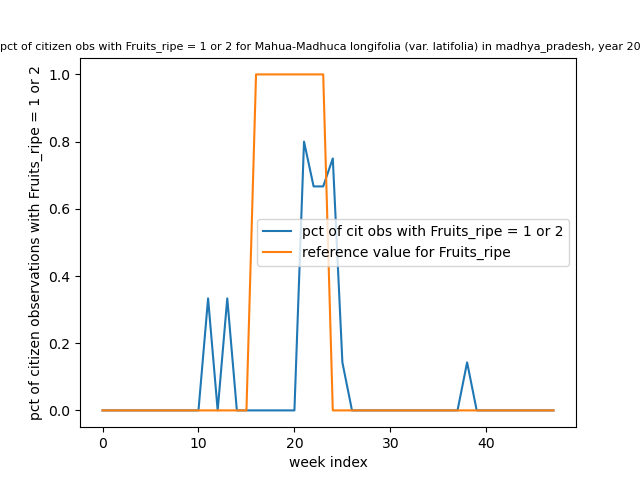 pct of citizen obs with Fruits_ripe = 1 or 2 for Mahua-Madhuca longifolia (var. latifolia) in madhya_pradesh, year 20
pct of citizen observations with Fruits_ripe = 1 or 2
1.0
0.8
0.6
0.4
0.2
0.0
pct of cit obs with Fruits_ripe = 1 or 2
reference value for Fruits_ripe
0
10
20
30
40
week index